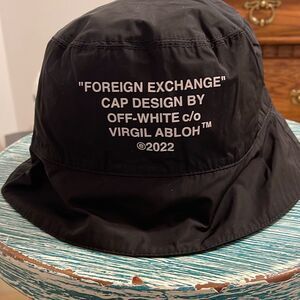 "FOREIGN EXCHANGE"
CAP DESIGN BY
OFF-WHITE c/o
VIRGIL ABLOH™
©2022